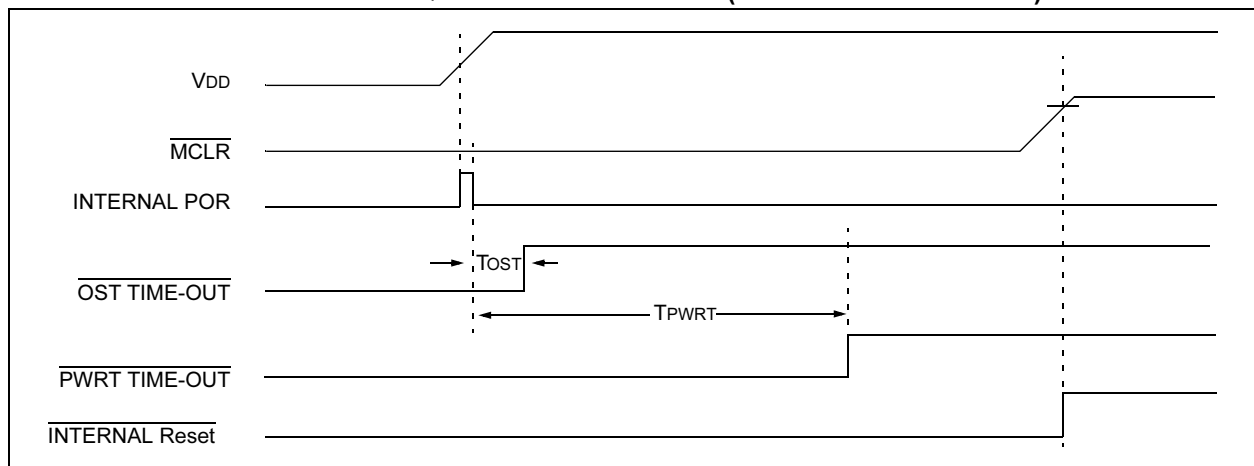 VDD
MCLR
INTERNAL POR
TOST
OST TIME-OUT
TPWRT
PWRT TIME-OUT
INTERNAL Reset